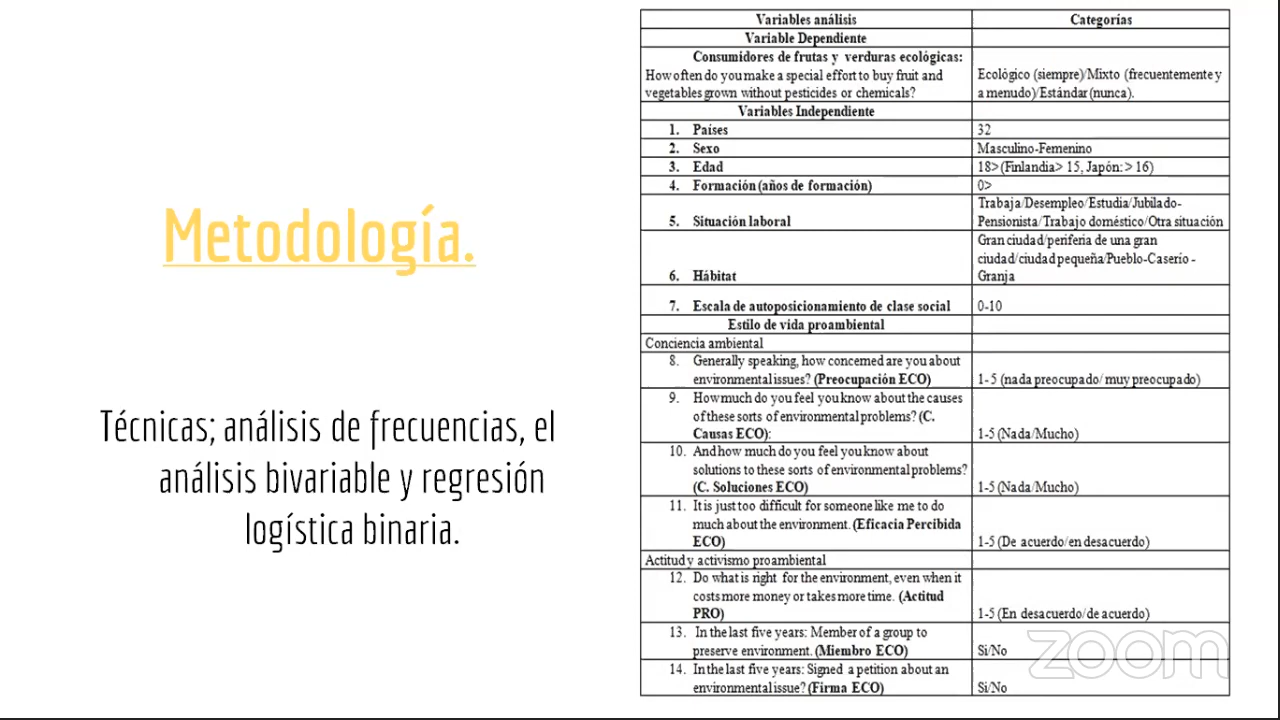 Metodología.
Técnicas; análisis de frecuencias, el
análisis bivariable y regresión
logística binaria.
Variables análisis Categorías
Variable Dependiente
Consumidores de frutas y verduras ecológicas:
How often do you make a special effort to buy fruit and
vegetables grown without pesticides or chemicals?
Ecológico (siempre)/Mixto (frecuentemente y
a menudo)/Estándar (nunca).
Variables Independiente
1. Países 32
2. Sexo Masculino-Femenino
3. Edad 18> (Finlandia> 15, Japón: > 16)
4. Formación (años de formación) 0>
5. Situación laboral
Trabaja/Desempleo/Estudia/Jubilado-
Pensionista/Trabajo doméstico/Otra situación
6. Hábitat
Gran ciudad/periferia de una gran
ciudad/ciudad pequeña/Pueblo-Caserío -
Granja
7. Escala de autoposicionamiento de clase social 0-10
Estilo de vida proambiental
Conciencia ambiental
8. Generally speaking, how concerned are you about
environmental issues? (Preocupación ECO)
1-5 (nada preocupado/ muy preocupado)
9. How much do you feel you know about the causes
of these sorts of environmental problems? (C.
Causas ECO):
1-5 (Nada/Mucho)
10. And how much do you feel you know about
solutions to these sorts of environmental problems?
(C. Soluciones ECO)
1-5 (Nada/Mucho)
11. It is just too difficult for someone like me to do
much about the environment. (Eficacia Percibida
ECO)
1-5 (De acuerdo/en desacuerdo)
Actitud y activismo proambiental
12. Do what is right for the environment, even when it
costs more money or takes more time. (Actitud
PRO)
1-5 (En desacuerdo/de acuerdo)
13. In the last five years: Member of a group to
preserve environment. (Miembro ECO)
Si/No
14. In the last five years: Signed a petition about an
environmental issue? (Firma ECO)
Si/No
zoom